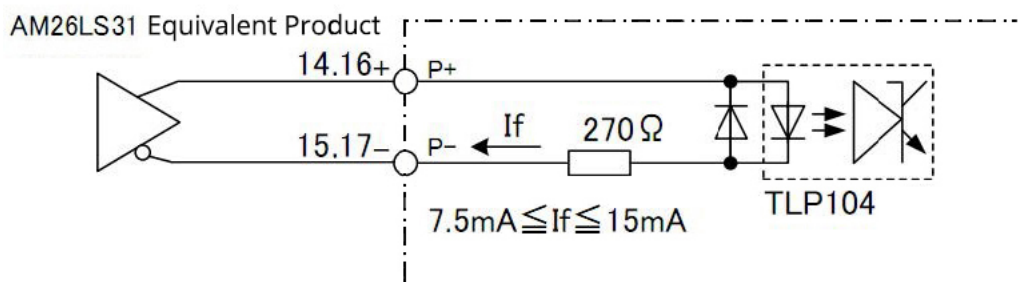 AM26LS31 Equivalent Product
14.16+ P+
15.17- P- If 270Ω
7.5mA≦If≦15mA
TLP104